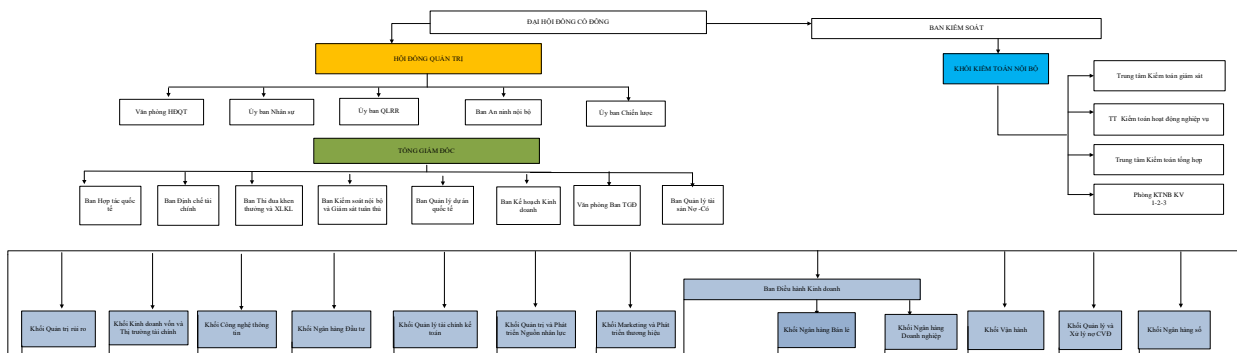 ĐẠI HỘI ĐỒNG CỔ ĐÔNG
BAN KIỂM SOÁT
HỘI ĐỒNG QUẢN TRỊ
KHỐI KIỂM TOÁN NỘI BỘ
Trung tâm Kiểm toán giám sát
Văn phòng HĐQT
Ủy ban Nhân sự
Ủy ban QLRR
Ban An ninh nội bộ
Ủy ban Chiến lược
TT Kiểm toán hoạt động nghiệp vụ
TỔNG GIÁM ĐỐC
Trung tâm Kiểm toán tổng hợp
Ban Hợp tác quốc
tế
Ban Định chế tài
chính
Ban Thi đua khen
thưởng và XLKL
Ban Kiểm soát nội bộ
và Giám sát tuân thủ
Ban Quản lý dự án
quốc tế
Ban Kế hoạch Kinh
doanh
Văn phòng Ban TGĐ
Ban Quản lý tài
sản Nợ -Có
Phòng KTNB KV
1-2-3
Ban Điều hành Kinh doanh
Khối Quản trị rủi ro
Khối Kinh doanh vốn và
Thị trường tài chính
Khối Công nghệ thông
tin
Khối Ngân hàng Đầu tư
Khối Quản lý tài chính kế
toán
Khối Quản trị và Phát
triển Nguồn nhân lực
Khối Marketing và Phát
triển thương hiệu
Khối Ngân hàng Bán lẻ
Khối Ngân hàng
Doanh nghiệp
Khối Vận hành
Khối Quản lý và
Xử lý nợ CVĐ
Khối Ngân hàng số